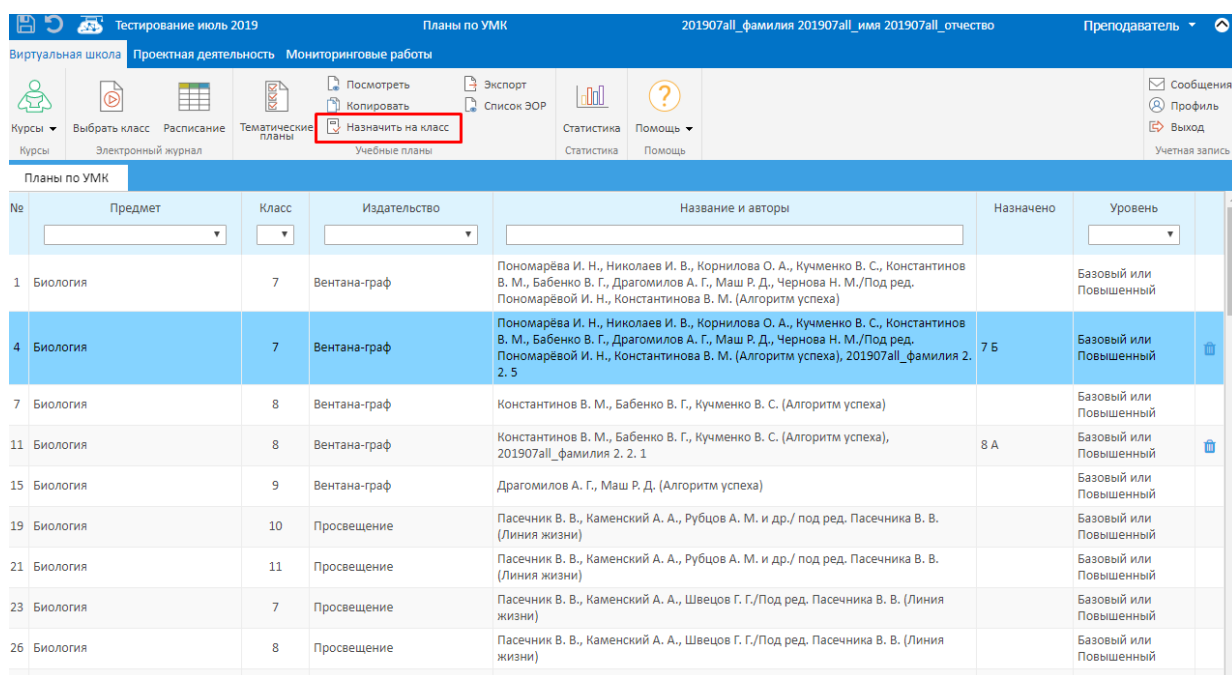 Тестирование июль 2019 Планы по УМК 201907all_фамилия 201907all_имя 201907all_отчество Преподаватель
Виртуальная школа Проектная деятельность Мониторинговые работы
Посмотреть Экспорт Сообщения
Копировать Список ЭОР Профиль
Курсы Выбрать класс Расписание Тематические планы Назначить на класс Статистика Помощь Выход
Курсы Электронный журнал Учебные планы Статистика Помощь Учетная запись
Планы по УМК
№ Предмет Класс Издательство Название и авторы Назначено Уровень
1 Биология 7 Вентана-граф
Пономарёва И. Н., Николаев И. В., Корнилова О. А., Кучменко В. С., Константинов
В. М., Бабенко В. Г., Драгомилов А. Г., Маш Р. Д., Чернова Н. М./Под ред.
Пономарёвой И. Н., Константинова В. М. (Алгоритм успеха)
Базовый или
Повышенный
4 Биология 7 Вентана-граф
Пономарёва И. Н., Николаев И. В., Корнилова О. А., Кучменко В. С., Константинов
В. М., Бабенко В. Г., Драгомилов А. Г., Маш Р. Д., Чернова Н. М./Под ред.
Пономарёвой И. Н., Константинова В. М. (Алгоритм успеха), 201907all_фамилия 2.
2. 5
7 Б
Базовый или
Повышенный
7 Биология 8 Вентана-граф
Константинов В. М., Бабенко В. Г., Кучменко В. С. (Алгоритм успеха)
Базовый или
Повышенный
11 Биология 8 Вентана-граф
Константинов В. М., Бабенко В. Г., Кучменко В. С. (Алгоритм успеха),
201907all_фамилия 2. 2. 1
8 А
Базовый или
Повышенный
15 Биология 9 Вентана-граф
Драгомилов А. Г., Маш Р. Д. (Алгоритм успеха)
Базовый или
Повышенный
19 Биология 10 Просвещение
Пасечник В. В., Каменский А. А., Рубцов А. М. и др./ под ред. Пасечника В. В.
(Линия жизни)
Базовый или
Повышенный
21 Биология 11 Просвещение
Пасечник В. В., Каменский А. А., Рубцов А. М. и др./ под ред. Пасечника В. В.
(Линия жизни)
Базовый или
Повышенный
23 Биология 7 Просвещение
Пасечник В. В., Каменский А. А., Швецов Г. Г./Под ред. Пасечника В. В. (Линия
жизни)
Базовый или
Повышенный
26 Биология 8 Просвещение
Пасечник В. В., Каменский А. А., Швецов Г. Г./Под ред. Пасечника В. В. (Линия
жизни)
Базовый или
Повышенный